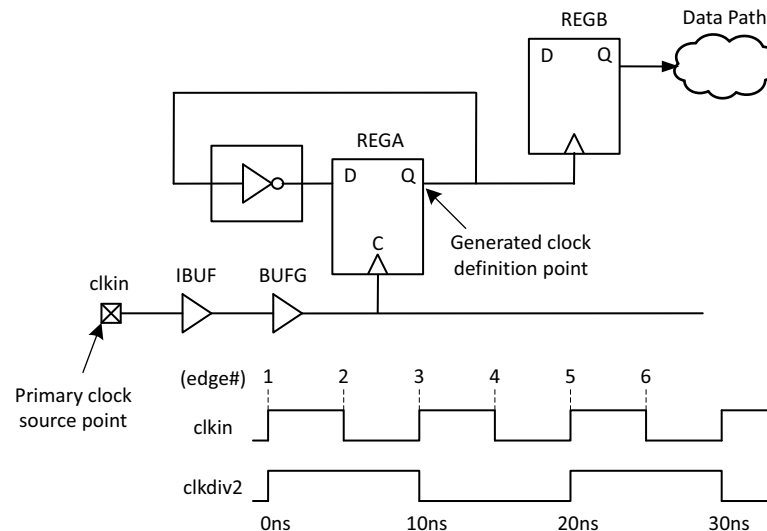 REGB
Data Path
D
Q
REGA
D
Q
C
Generated clock
definition point
clkin
IBUF
BUFG
Primary clock
source point
(edge#) 1 2 3 4 5 6
clkin
clkdiv2
0ns 10ns 20ns 30ns